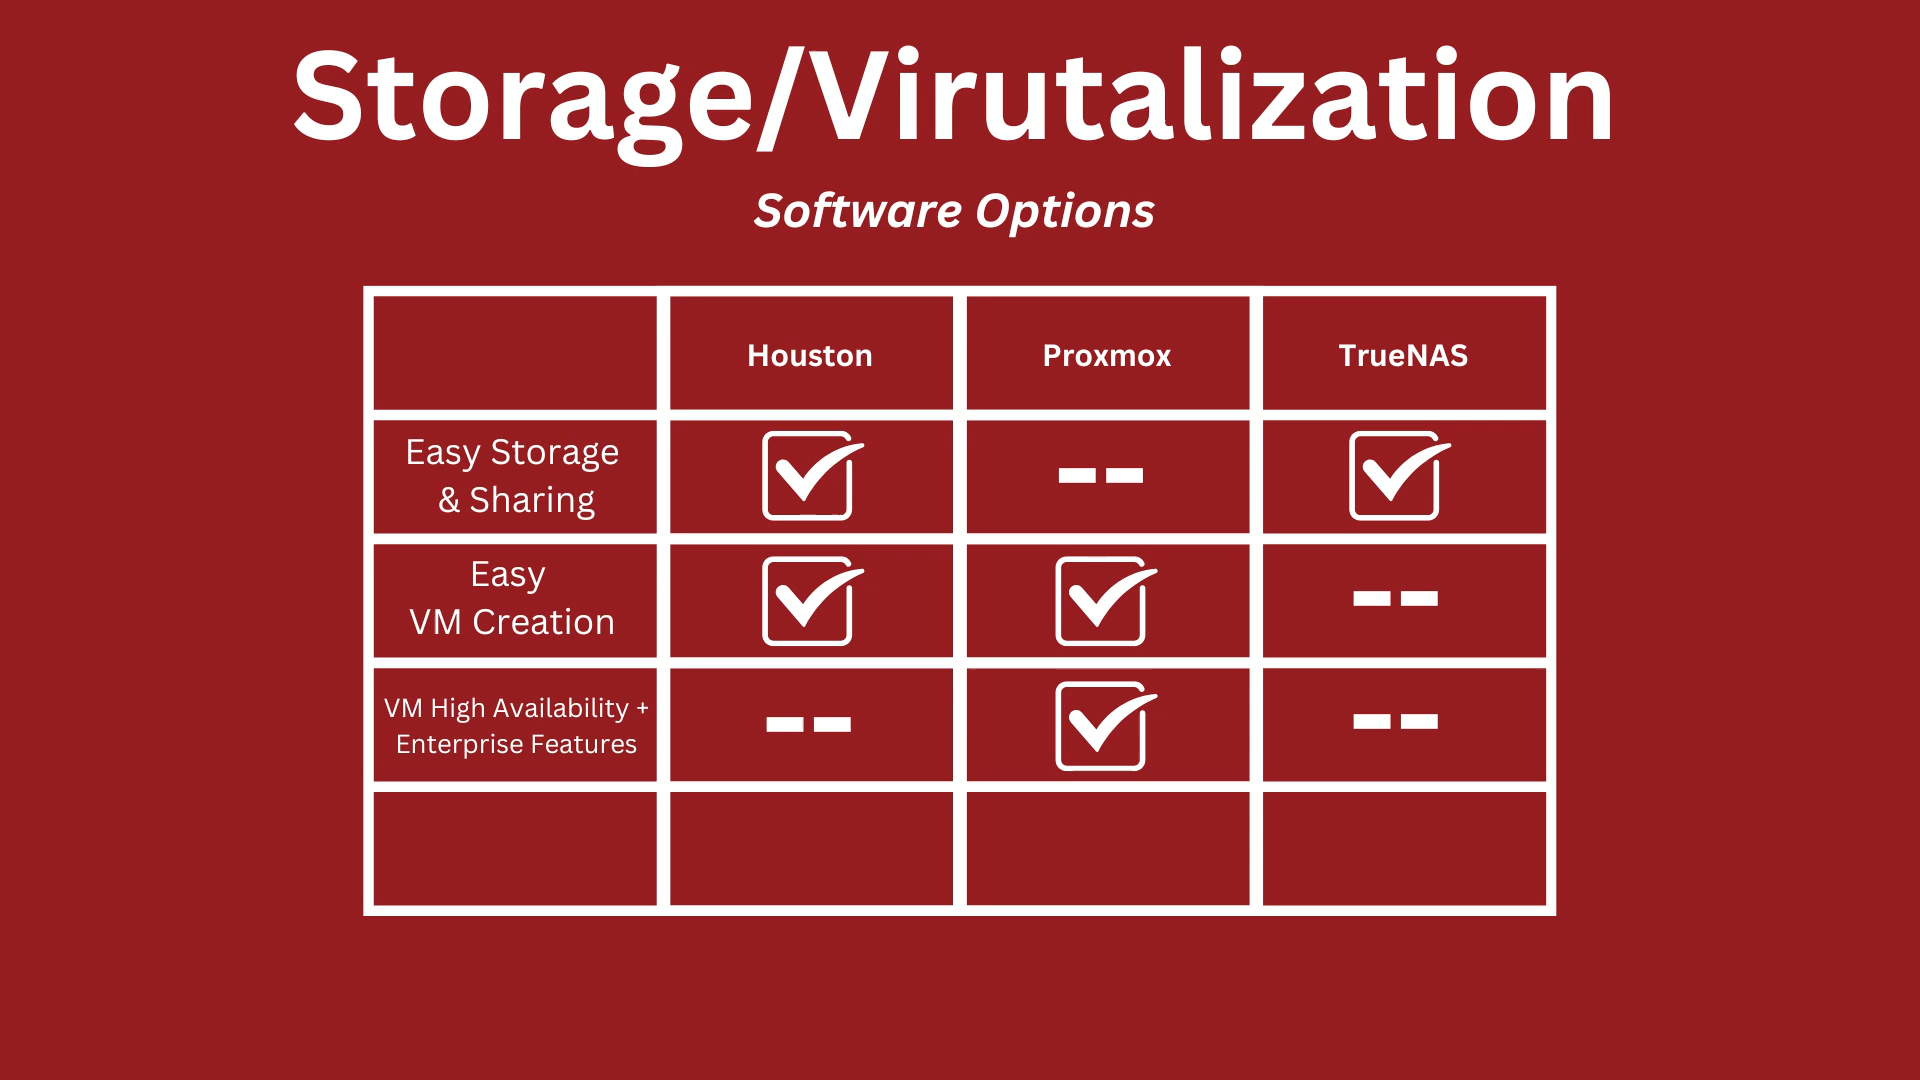 Storage/Virutalization
Software Options
Houston
Proxmox
TrueNAS
Easy Storage
& Sharing
--
Easy
VM Creation
--
VM High Availability +
Enterprise Features
--
--